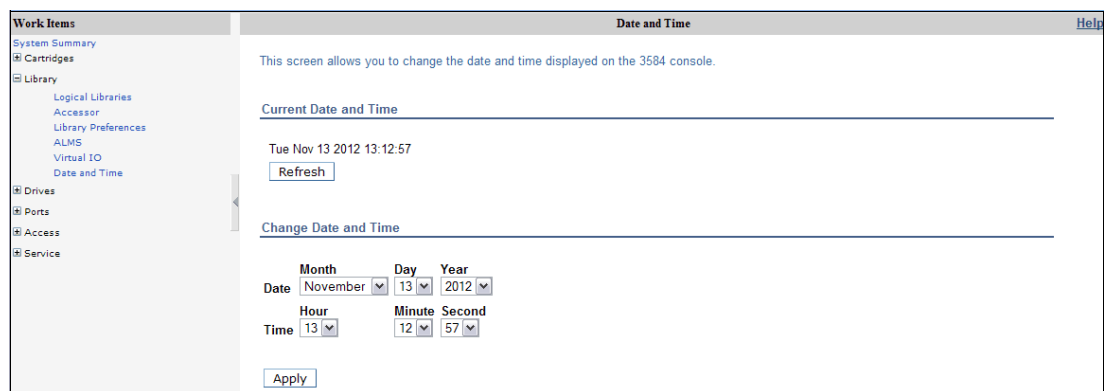 Work Items
Date and Time
Help
System Summary
Cartridges
Library
Logical Libraries
Accessor
Library Preferences
ALMS
Virtual IO
Date and Time
Drives
Ports
Access
Service
This screen allows you to change the date and time displayed on the 3584 console.
Current Date and Time
Tue Nov 13 2012 13:12:57
Refresh
Change Date and Time
Month Day Year
Date November 13 2012
Hour Minute Second
Time 13 12 57
Apply